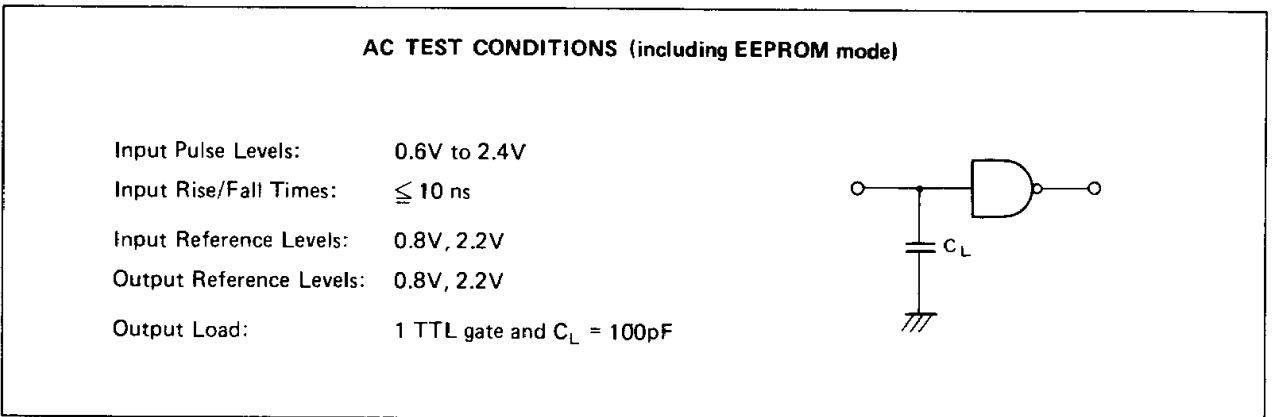 AC TEST CONDITIONS (including EEPROM mode)
Input Pulse Levels: 0.6V to 2.4V
Input Rise/Fall Times: ≦ 10 ns
Input Reference Levels: 0.8V, 2.2V
Output Reference Levels: 0.8V, 2.2V
Output Load: 1 TTL gate and CL = 100pF
CL